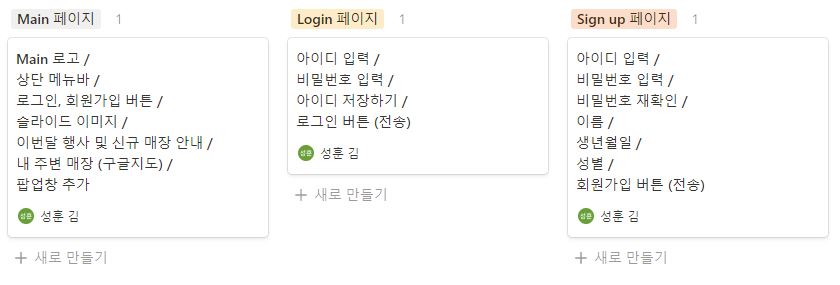 Main 페이지 1
Main 로고 /
상단 메뉴바 /
로그인, 회원가입 버튼 /
슬라이드 이미지 /
이번달 행사 및 신규 매장 안내 /
내 주변 매장 (구글지도) /
팝업창 추가
성훈 성훈 김
+ 새로 만들기
Login 페이지 1
아이디 입력 /
비밀번호 입력 /
아이디 저장하기 /
로그인 버튼 (전송)
성훈 성훈 김
+ 새로 만들기
Sign up 페이지 1
아이디 입력 /
비밀번호 입력 /
비밀번호 재확인 /
이름 /
생년월일 /
성별 /
회원가입 버튼 (전송)
성훈 성훈 김
+ 새로 만들기